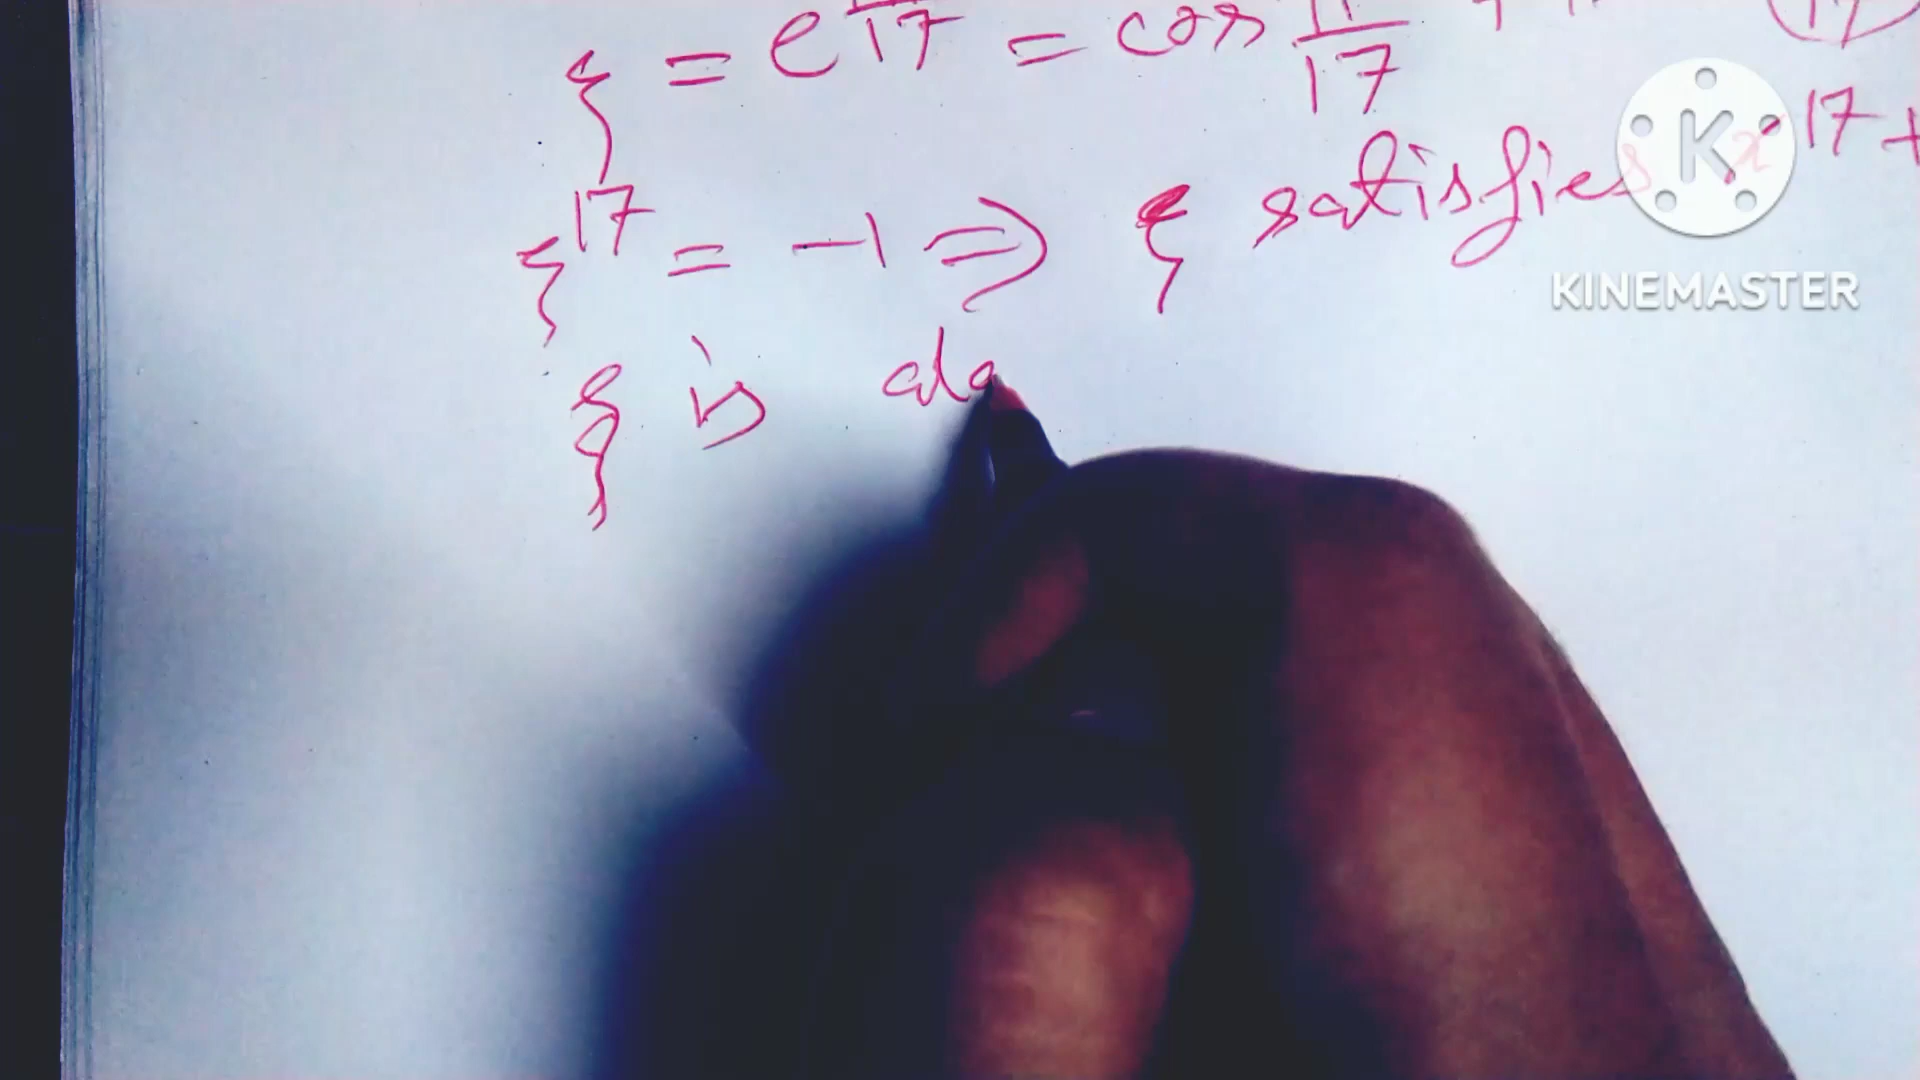 ξ = e^{π/17} = cos π/17 +
ξ^17 = -1 ⇒ ξ satisfies x^17 +
ξ is alg
KINEMASTER